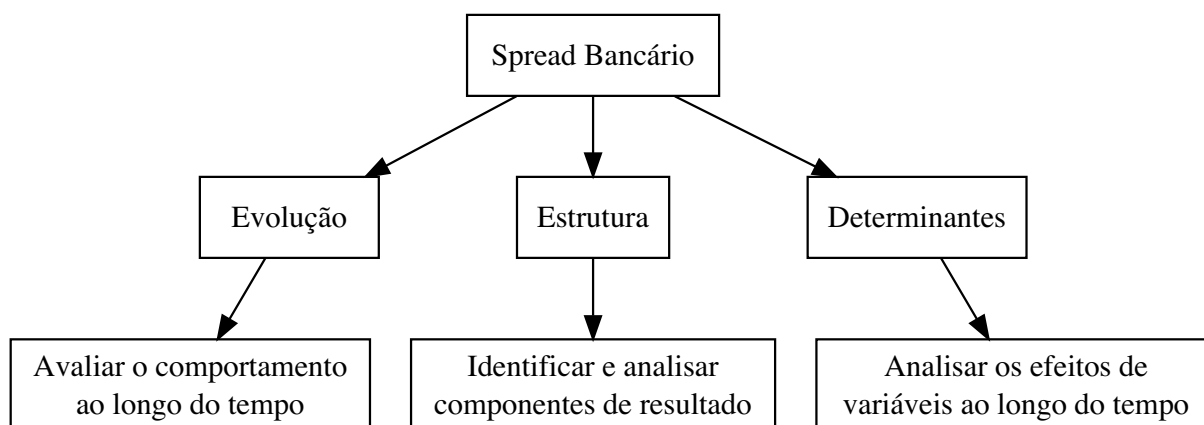 Spread Bancário
Evolução
Estrutura
Determinantes
Avaliar o comportamento
ao longo do tempo
Identificar e analisar
componentes de resultado
Analisar os efeitos de
variáveis ao longo do tempo